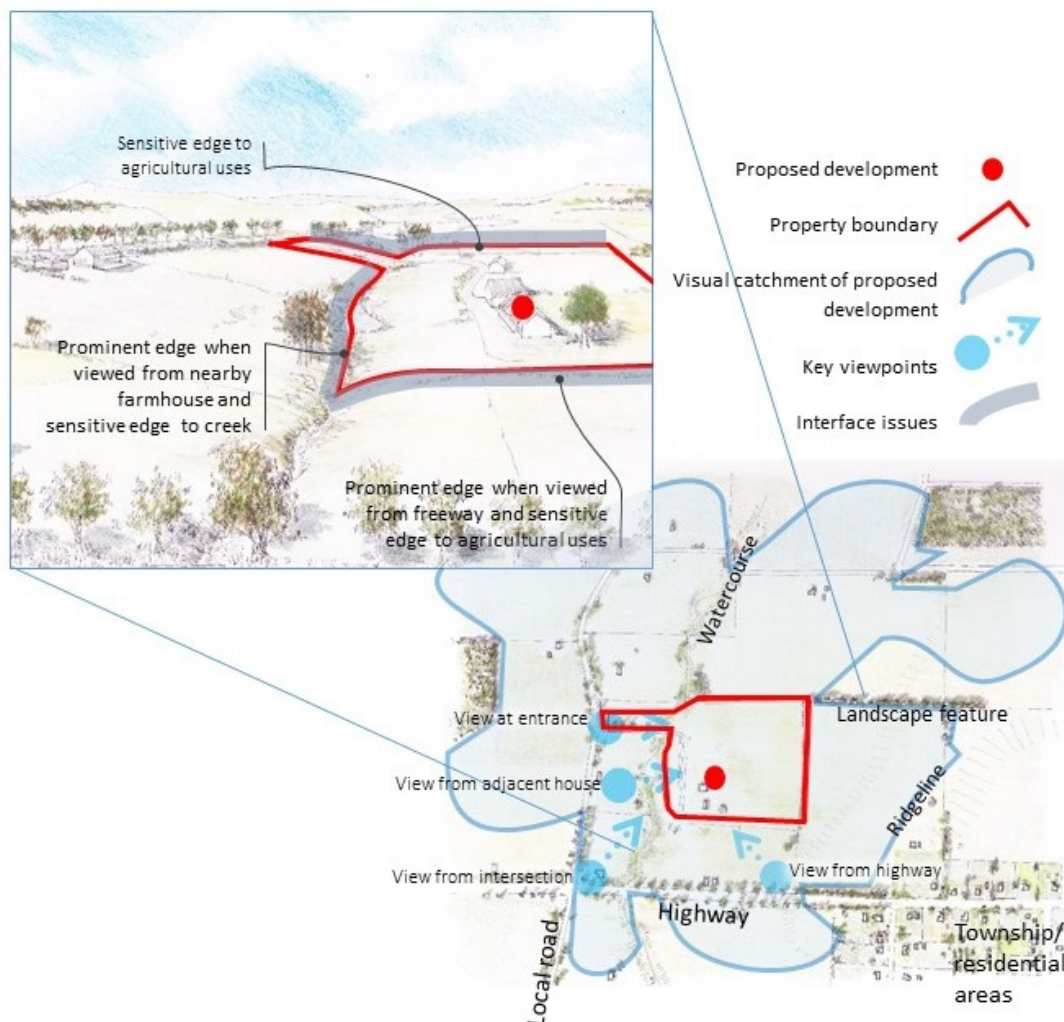 Sensitive edge to
agricultural uses
Prominent edge when
viewed from nearby
farmhouse and
sensitive edge to creek
Prominent edge when viewed
from freeway and sensitive
edge to agricultural uses
Proposed development
Property boundary
Visual catchment of proposed
development
Key viewpoints
Interface issues
Watercourse
Landscape feature
View at entrance
View from adjacent house
Ridgeline
View from intersection
View from highway
Highway
Local road
Township/
residential
areas